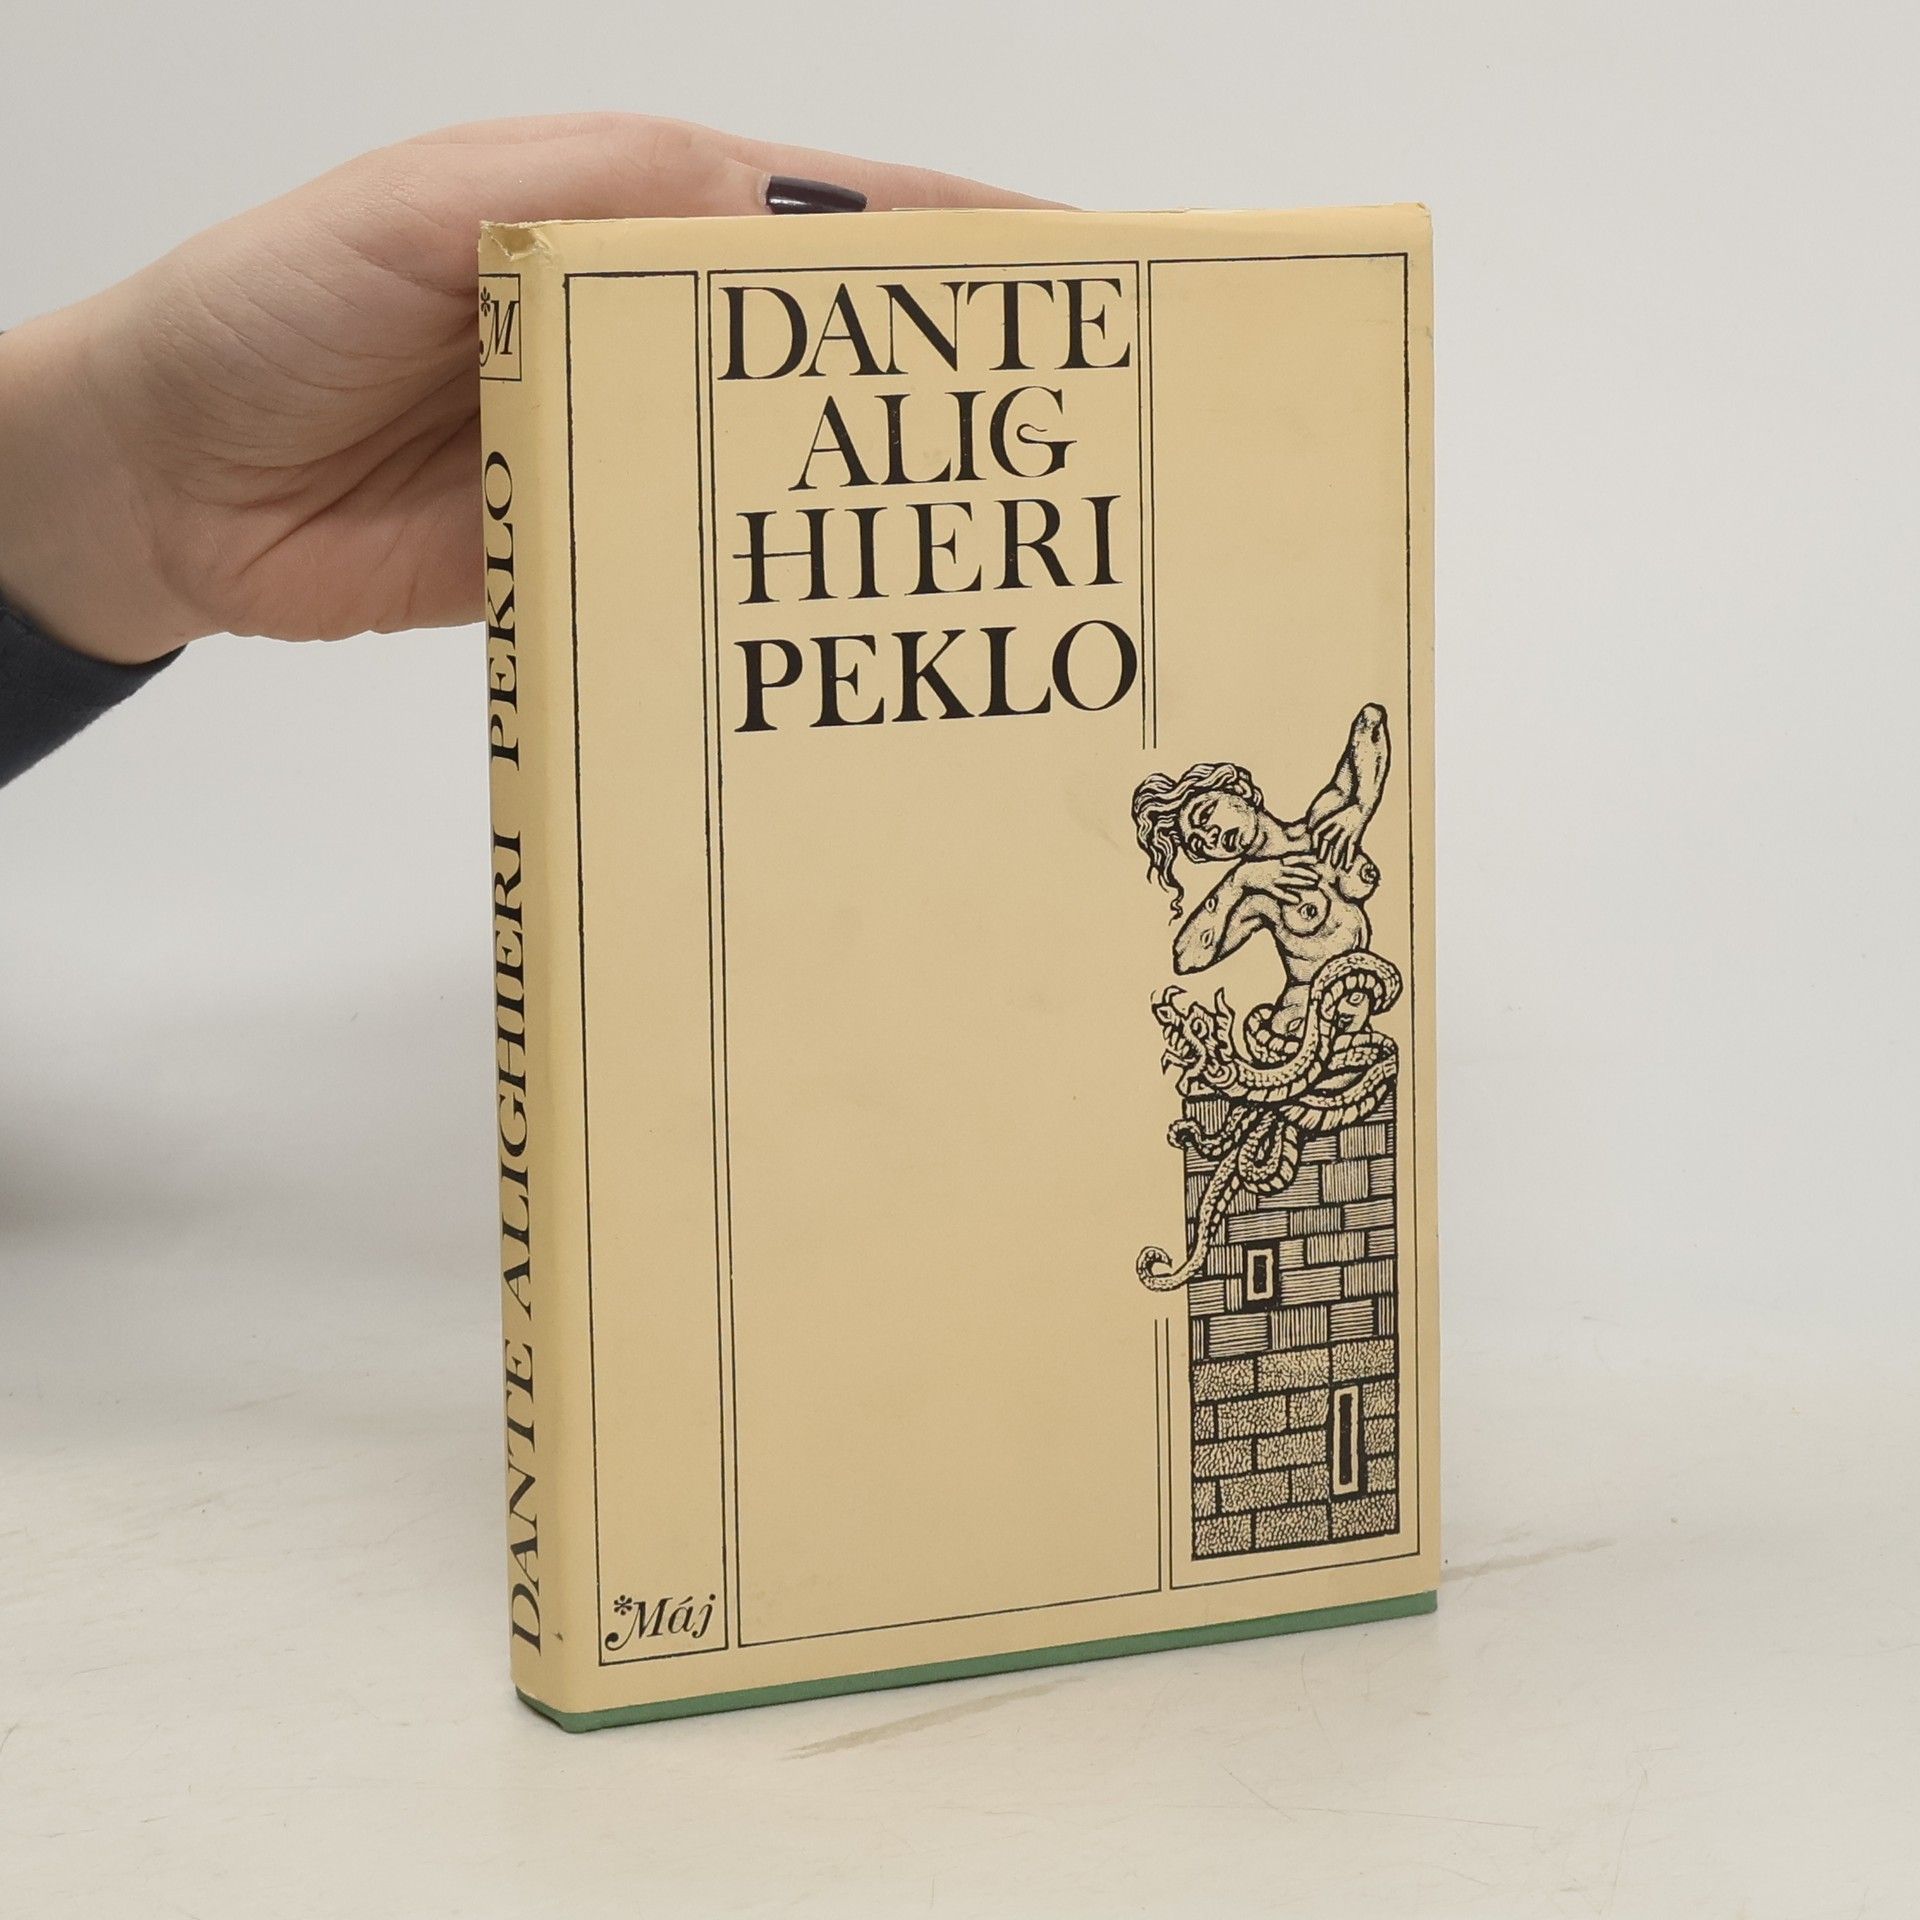 DANTE
ALIG
HIERI
PEKLO
*Máj
*M
DANTE ALIGHIERI PEKLO